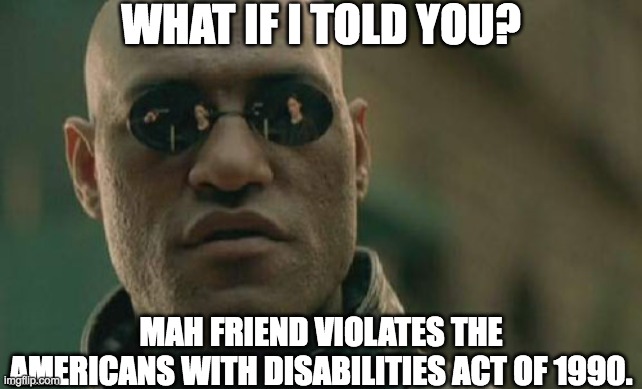 WHAT IF I TOLD YOU?
MAH FRIEND VIOLATES THE
AMERICANS WITH DISABILITIES ACT OF 1990.
imgflip.com